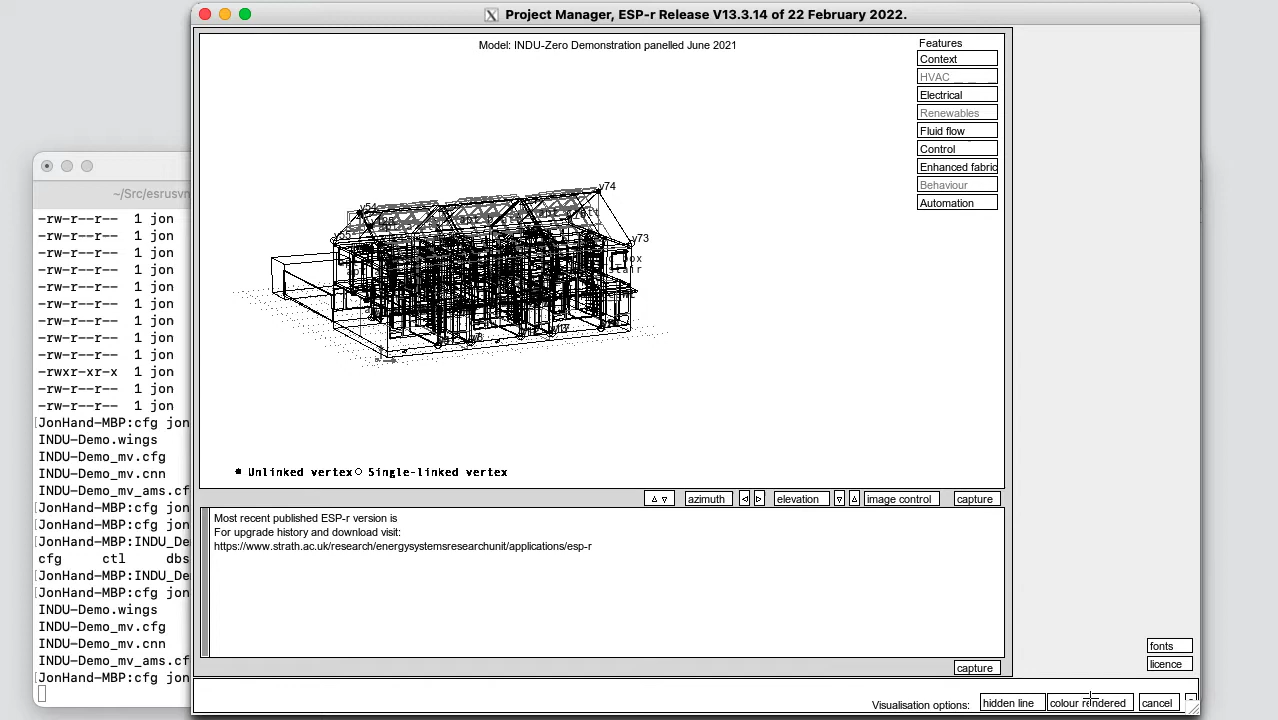 Project Manager, ESP-r Release V13.3.14 of 22 February 2022.
Model: INDU-Zero Demonstration panelled June 2021
Features
Context
HVAC
Electrical
Renewables
Fluid flow
Control
Enhanced fabric
Behaviour
Automation
v54
v74
v73
Unlinked vertex Single-linked vertex
azimuth
elevation
image control
capture
Most recent published ESP-r version is
For upgrade history and download visit:
https://www.strath.ac.uk/research/energysystemsresearchunit/applications/esp-r
capture
fonts
licence
Visualisation options:
hidden line
colour rendered
cancel
~/Src/esrusvn
-rw-r--r-- 1 jon
-rw-r--r-- 1 jon
-rw-r--r-- 1 jon
-rw-r--r-- 1 jon
-rw-r--r-- 1 jon
-rw-r--r-- 1 jon
-rw-r--r-- 1 jon
-rw-r--r-- 1 jon
-rw-r--r-- 1 jon
-rwxr-xr-x 1 jon
-rw-r--r-- 1 jon
-rw-r--r-- 1 jon
JonHand-MBP:cfg jon
INDU-Demo.wings
INDU-Demo_mv.cfg
INDU-Demo_mv.cnn
INDU-Demo_mv_ams.cf
JonHand-MBP:cfg jon
JonHand-MBP:cfg jon
JonHand-MBP:INDU_De
cfg ctl dbs
JonHand-MBP:INDU_De
JonHand-MBP:cfg jon
INDU-Demo.wings
INDU-Demo_mv.cfg
INDU-Demo_mv.cnn
INDU-Demo_mv_ams.cf
JonHand-MBP:cfg jon